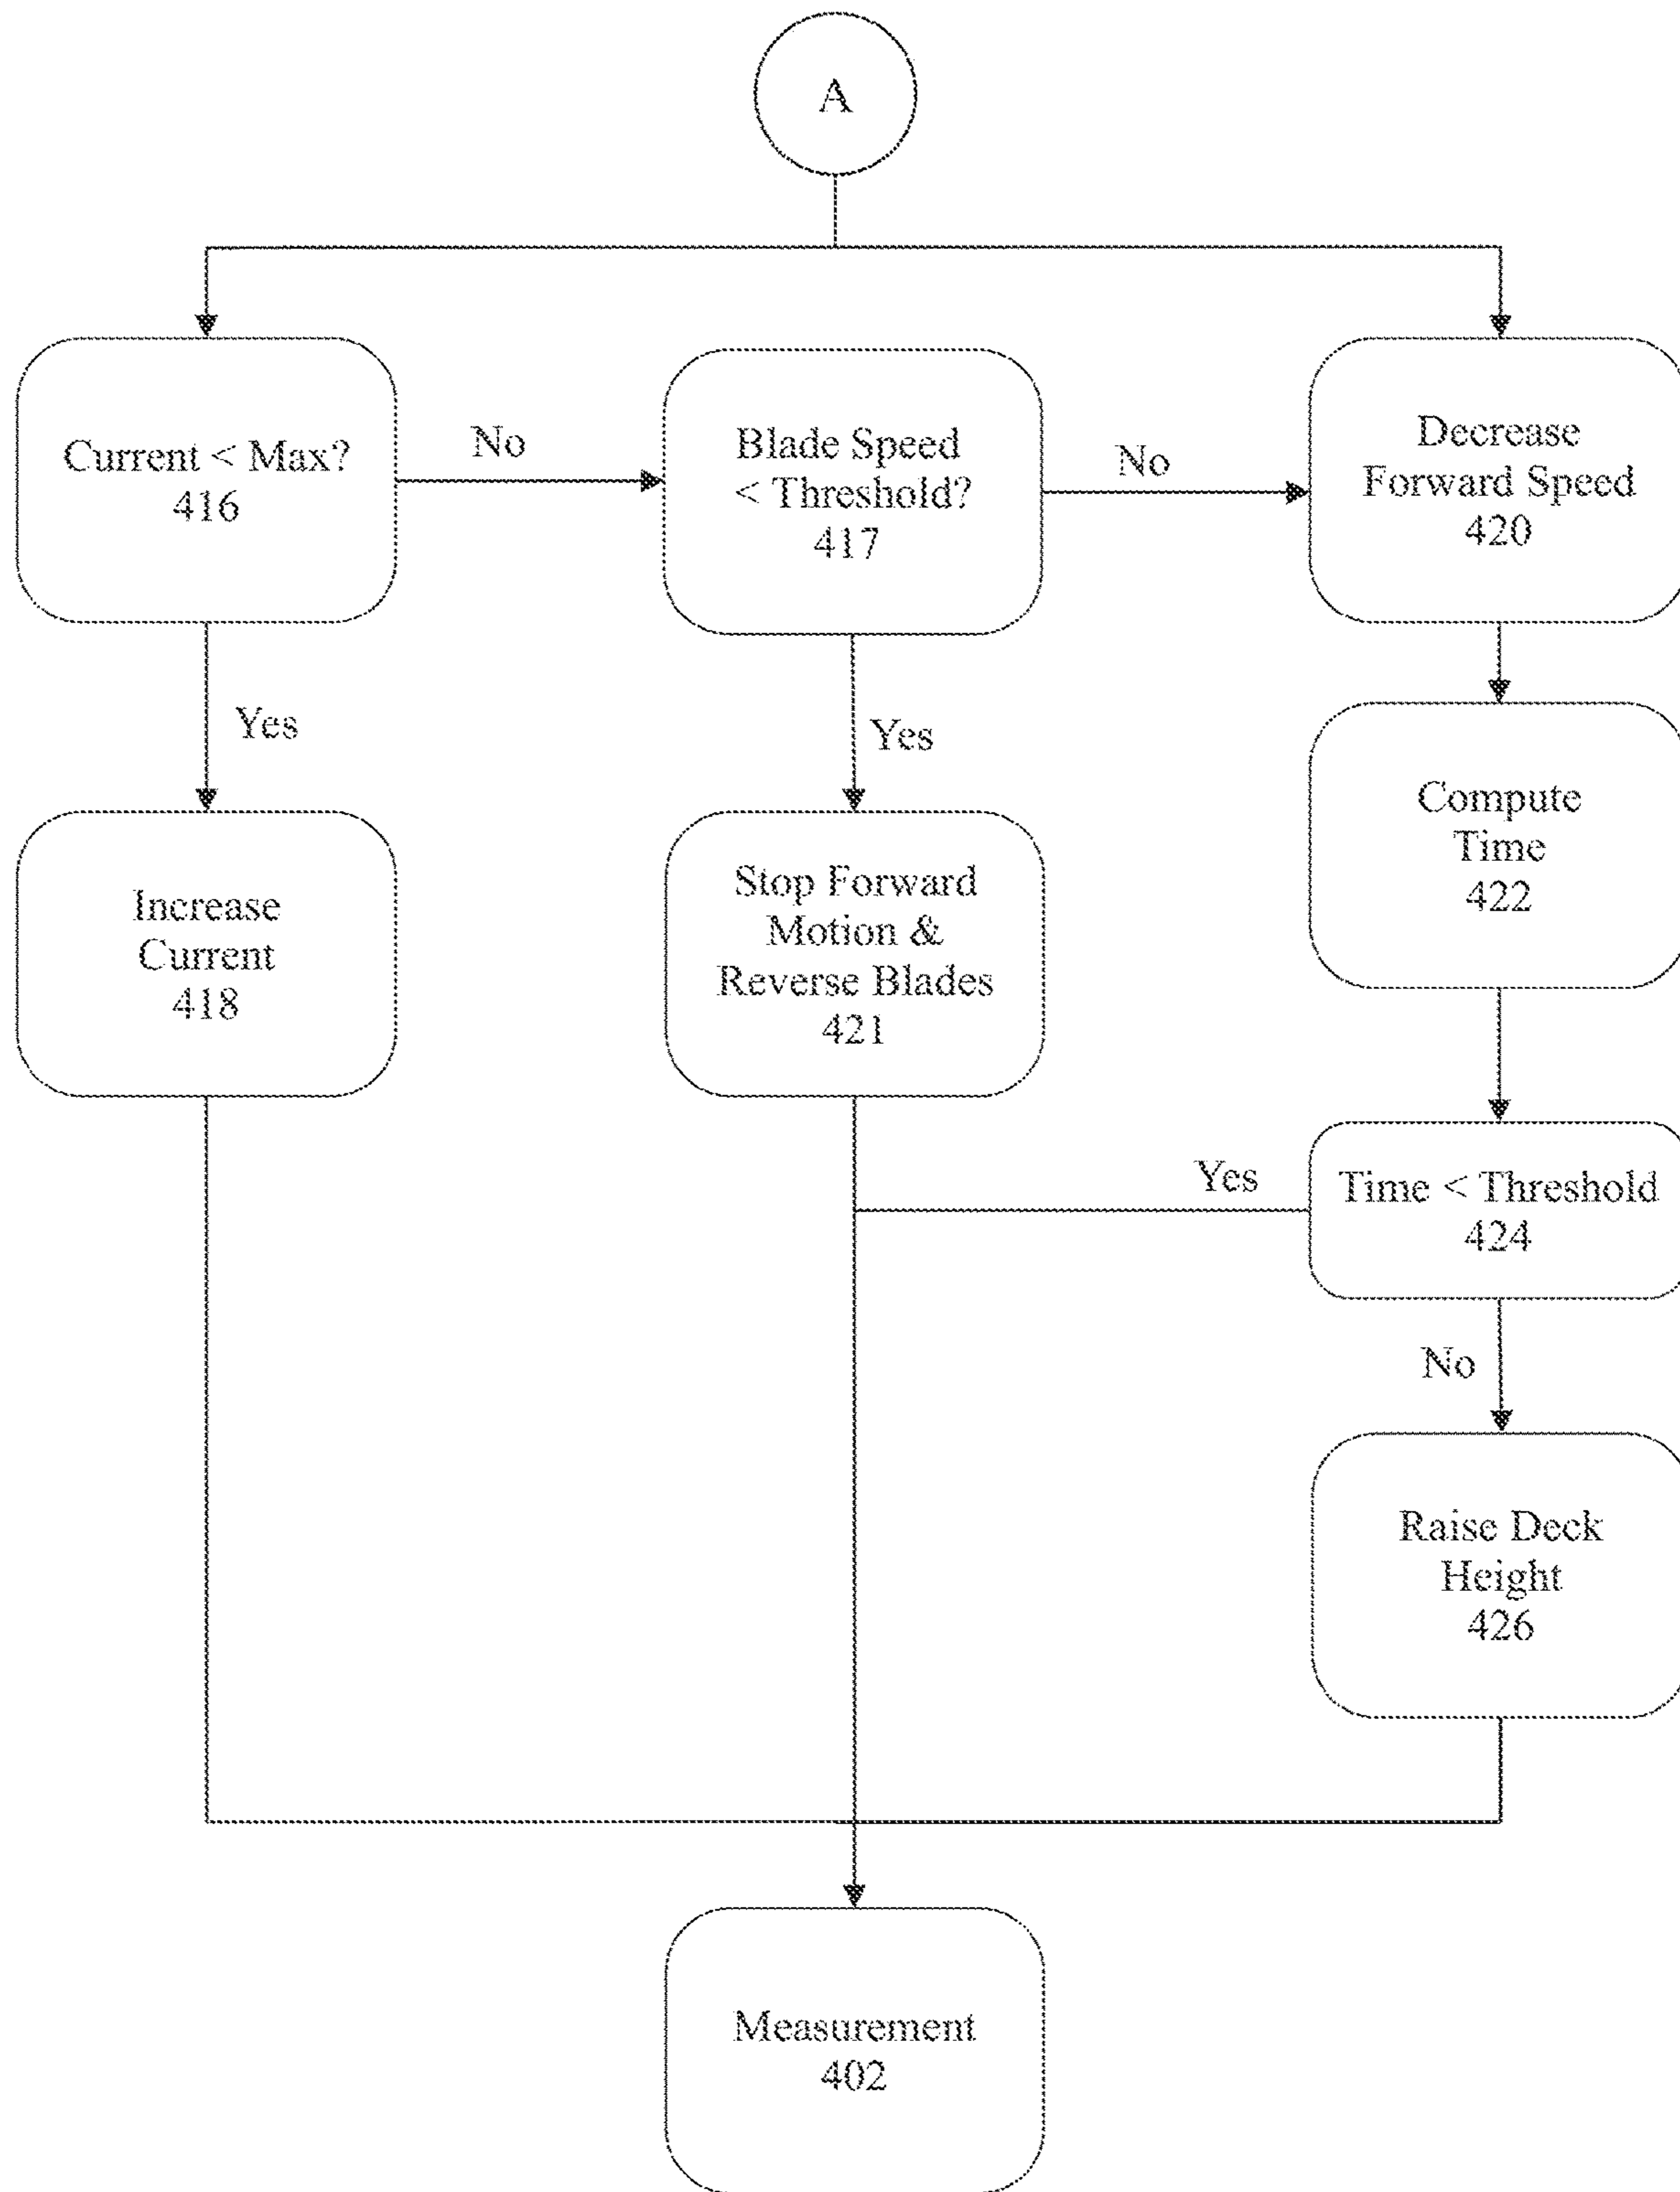 A
Current < Max?
416
No
Blade Speed
< Threshold?
417
No
Decrease
Forward Speed
420
Yes
Yes
Increase
Current
418
Stop Forward
Motion &
Reverse Blades
421
Compute
Time
422
Yes
Time < Threshold
424
No
Raise Deck
Height
426
Measurement
402